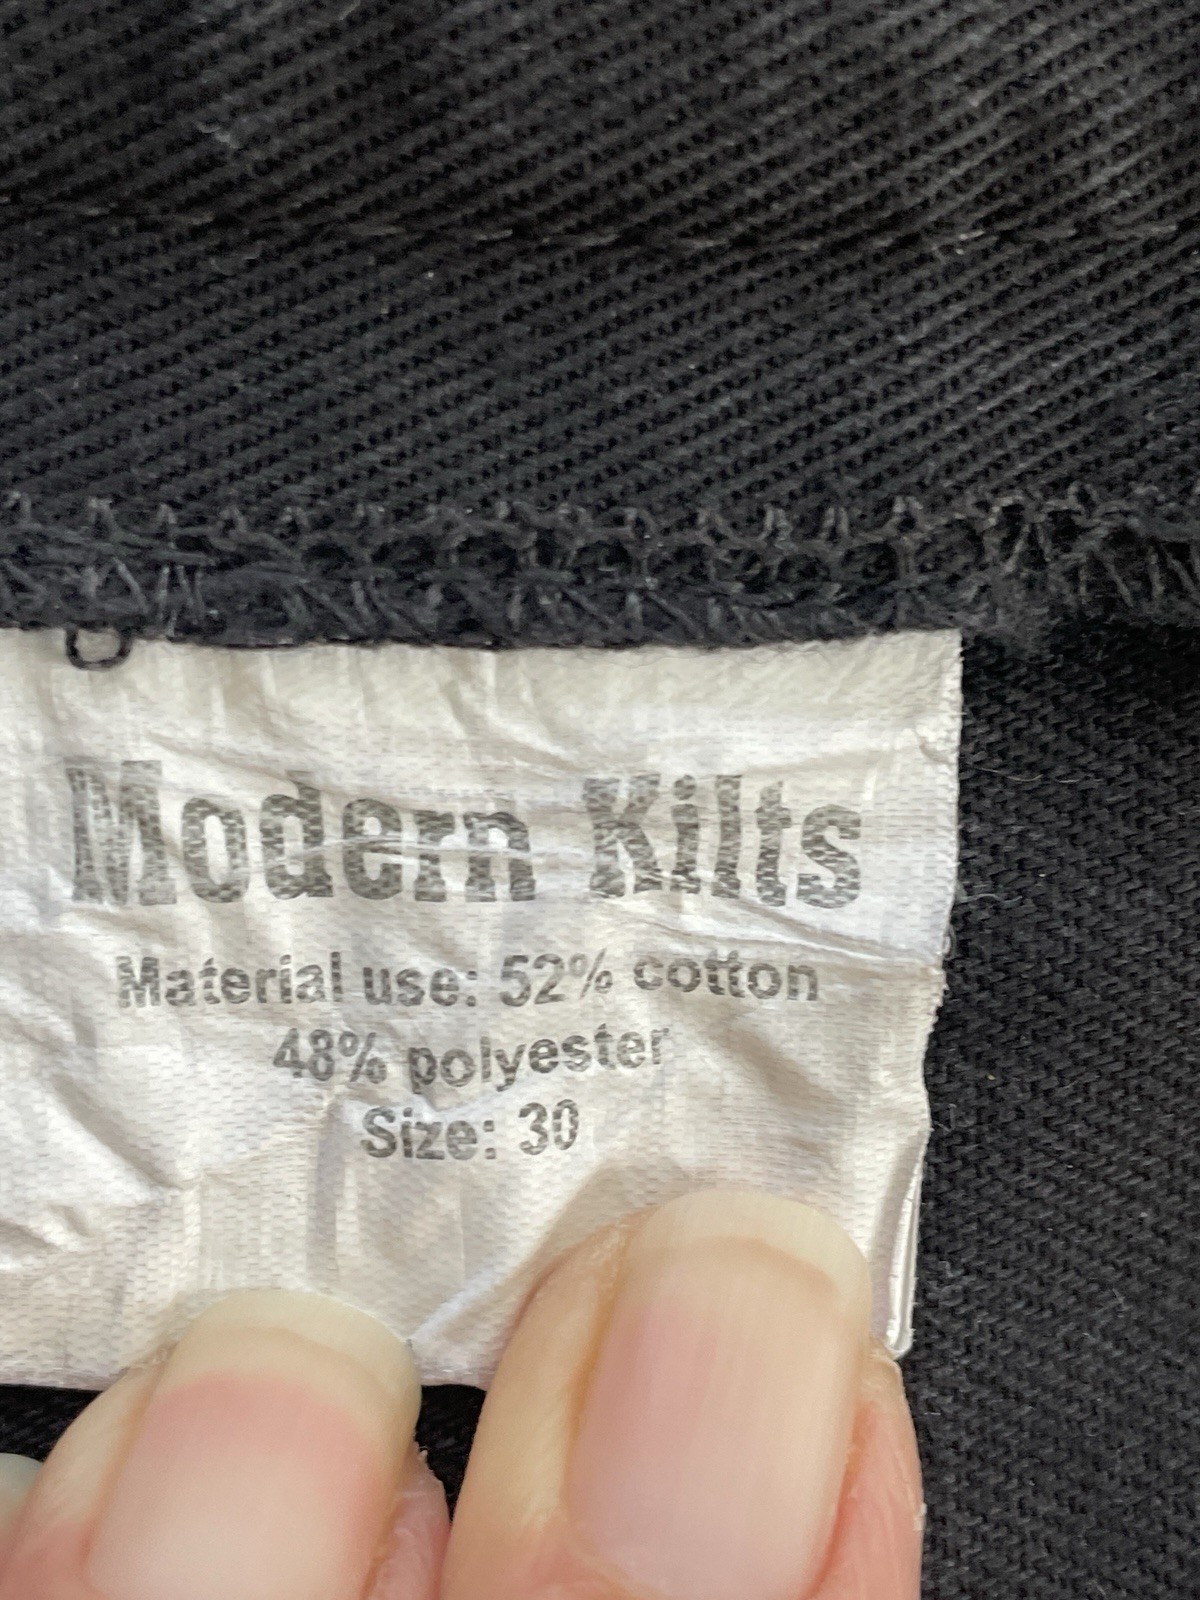 Modern Kilts
Material use: 52% cotton
48% polyester
Size: 30